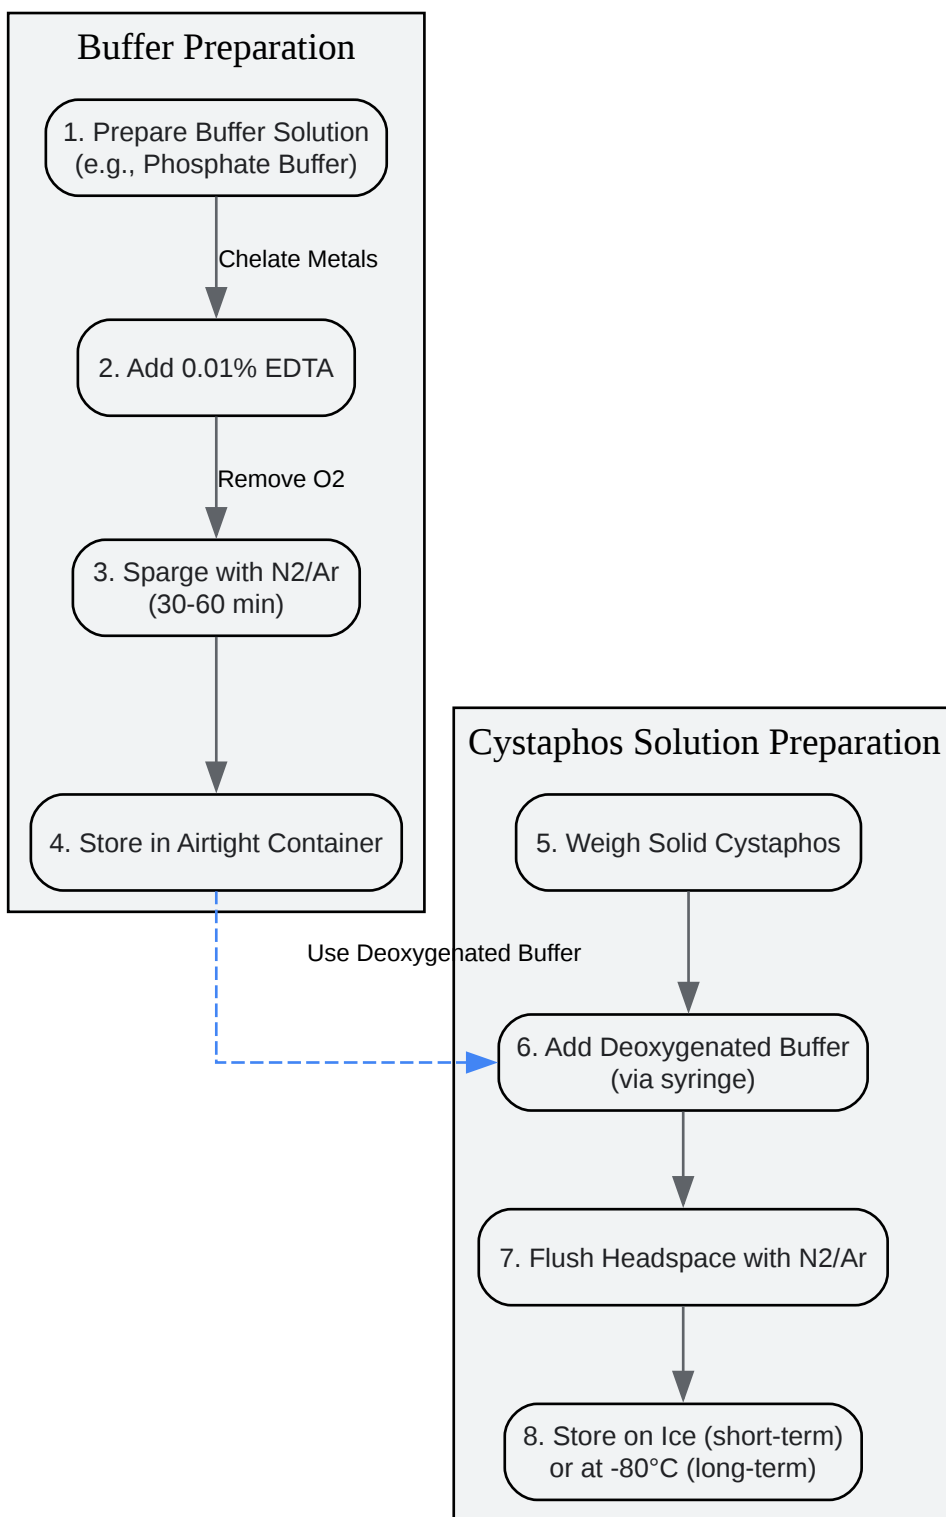 Buffer Preparation
1. Prepare Buffer Solution
(e.g., Phosphate Buffer)
Chelate Metals
2. Add 0.01% EDTA
Remove O2
3. Sparge with N2/Ar
(30-60 min)
4. Store in Airtight Container
Cystaphos Solution Preparation
5. Weigh Solid Cystaphos
Use Deoxygenated Buffer
6. Add Deoxygenated Buffer
(via syringe)
7. Flush Headspace with N2/Ar
8. Store on Ice (short-term)
or at -80°C (long-term)